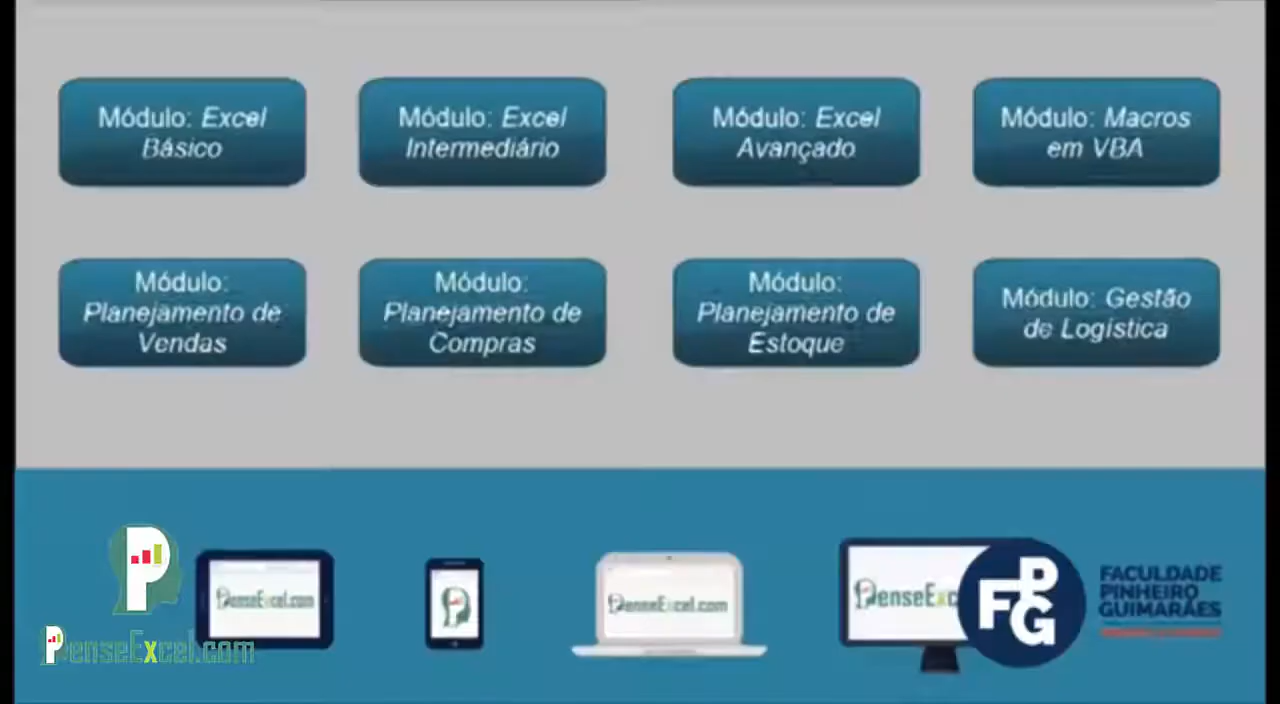 Módulo: Excel
Básico
Módulo: Excel
Intermediário
Módulo: Excel
Avançado
Módulo: Macros
em VBA
Módulo:
Planejamento de
Vendas
Módulo:
Planejamento de
Compras
Módulo:
Planejamento de
Estoque
Módulo: Gestão
de Logística
P
PenseExcel.com
PenseExcel.com
P
PenseExcel.com
PenseExc
FPG
FACULDADE
PINHEIRO
GUIMARÃES